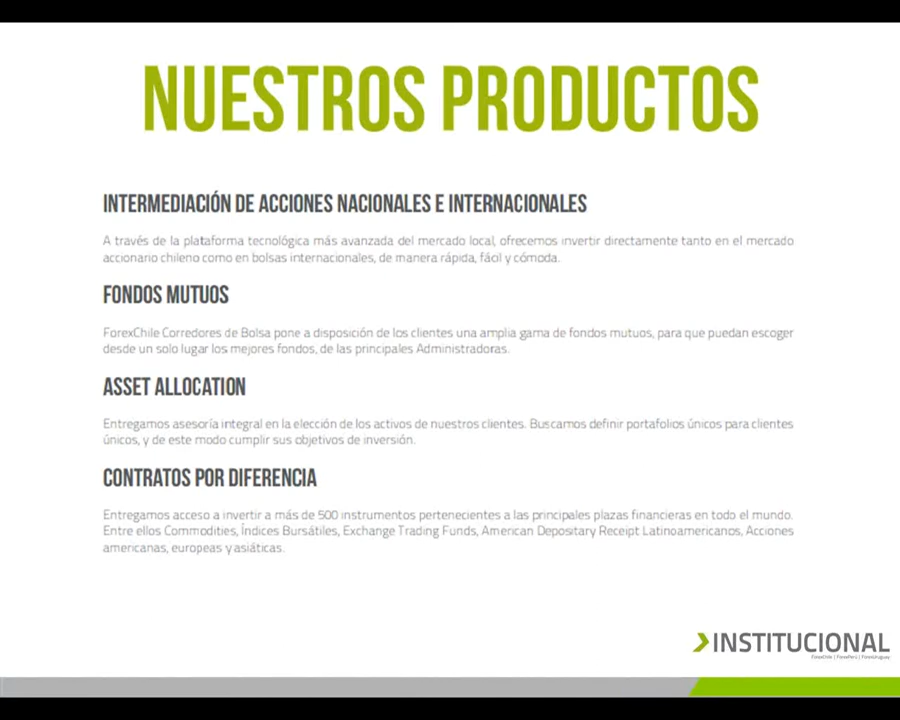 NUESTROS PRODUCTOS
INTERMEDIACIÓN DE ACCIONES NACIONALES E INTERNACIONALES
A través de la plataforma tecnológica más avanzada del mercado local, ofrecemos invertir directamente tanto en el mercado
accionario chileno como en bolsas internacionales, de manera rápida, fácil y cómoda.
FONDOS MUTUOS
ForexChile Corredores de Bolsa pone a disposición de los clientes una amplia gama de fondos mutuos, para que puedan escoger
desde un solo lugar los mejores fondos, de las principales Administradoras.
ASSET ALLOCATION
Entregamos asesoría integral en la elección de los activos de nuestros clientes. Buscamos definir portafolios únicos para clientes
únicos, y de este modo cumplir sus objetivos de inversión.
CONTRATOS POR DIFERENCIA
Entregamos acceso a invertir a más de 500 instrumentos pertenecientes a las principales plazas financieras en todo el mundo.
Entre ellos Commodities, Índices Bursátiles, Exchange Trading Funds, American Depositary Receipt Latinoamericanos, Acciones
americanas, europeas y asiáticas.
INSTITUCIONAL
ForexChile | ForexPerú | ForexUruguay